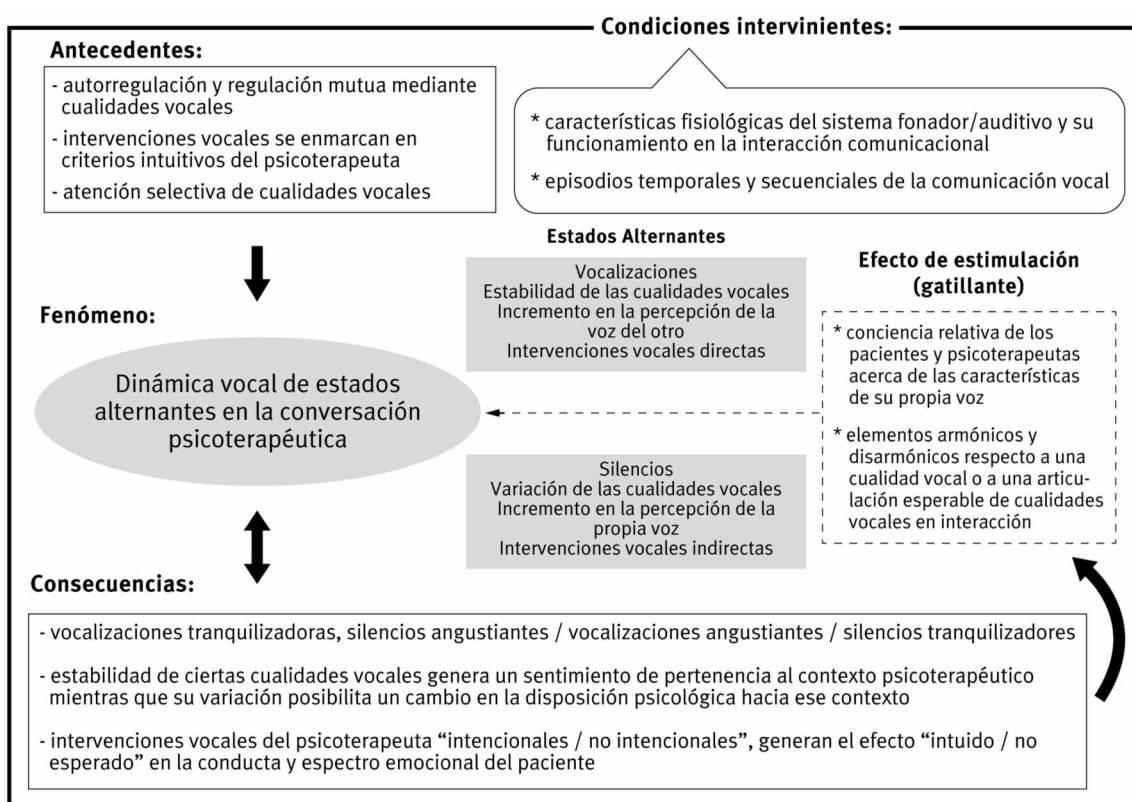 Condiciones intervinientes:
Antecedentes:
- autorregulación y regulación mutua mediante
cualidades vocales
- intervenciones vocales se enmarcan en
criterios intuitivos del psicoterapeuta
- atención selectiva de cualidades vocales
* características fisiológicas del sistema fonador/auditivo y su
funcionamiento en la interacción comunicacional
* episodios temporales y secuenciales de la comunicación vocal
Estados Alternantes
Vocalizaciones
Estabilidad de las cualidades vocales
Incremento en la percepción de la
voz del otro
Intervenciones vocales directas
Efecto de estimulación
(gatillante)
* conciencia relativa de los
pacientes y psicoterapeutas
acerca de las características
de su propia voz
* elementos armónicos y
disarmónicos respecto a una
cualidad vocal o a una articu-
lación esperable de cualidades
vocales en interacción
Fenómeno:
Dinámica vocal de estados
alternantes en la conversación
psicoterapéutica
Silencios
Variación de las cualidades vocales
Incremento en la percepción de la
propia voz
Intervenciones vocales indirectas
Consecuencias:
- vocalizaciones tranquilizadoras, silencios angustiantes / vocalizaciones angustiantes / silencios tranquilizadores
- estabilidad de ciertas cualidades vocales genera un sentimiento de pertenencia al contexto psicoterapéutico
mientras que su variación posibilita un cambio en la disposición psicológica hacia ese contexto
- intervenciones vocales del psicoterapeuta “intencionales / no intencionales”, generan el efecto “intuido / no
esperado” en la conducta y espectro emocional del paciente